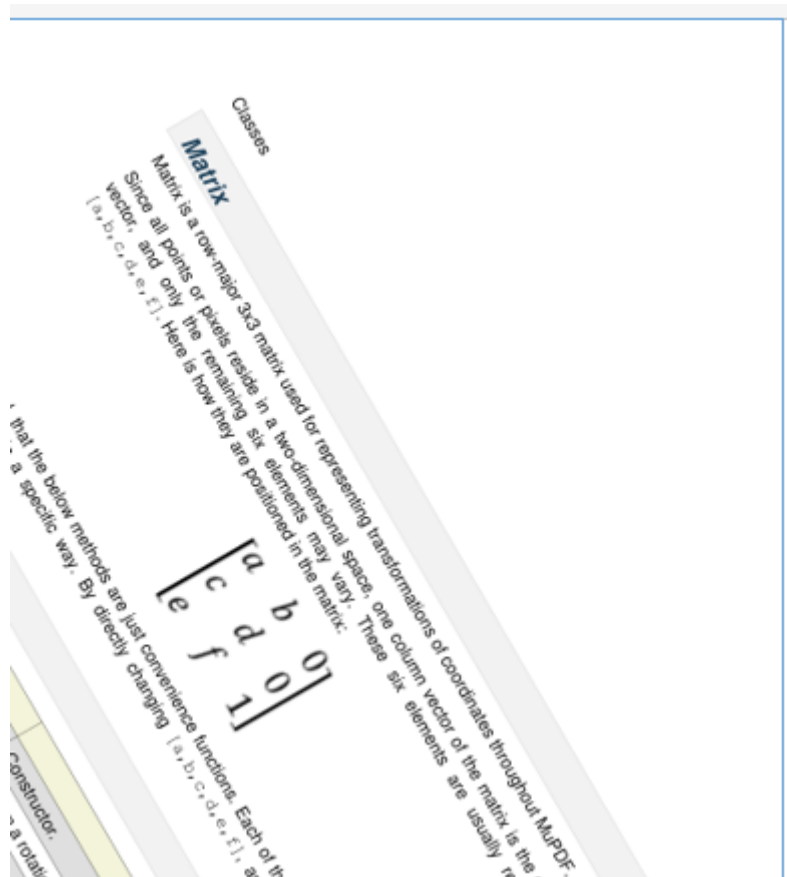 Classes
Matrix
Matrix is a row-major 3x3 matrix used for representing transformations of coordinates throughout MuPDF
Since all points or pixels reside in a two-dimensional space, one column vector of the matrix is the
vector, and only the remaining six elements may vary. These six elements are usually
[a,b,c,d,e,f]. Here is how they are positioned in the matrix:
a b 0
c d 0
e f 1
that the below methods are just convenience functions. Each of
a specific way. By directly changing [a,b,c,d,e,f],
Constructor.
a